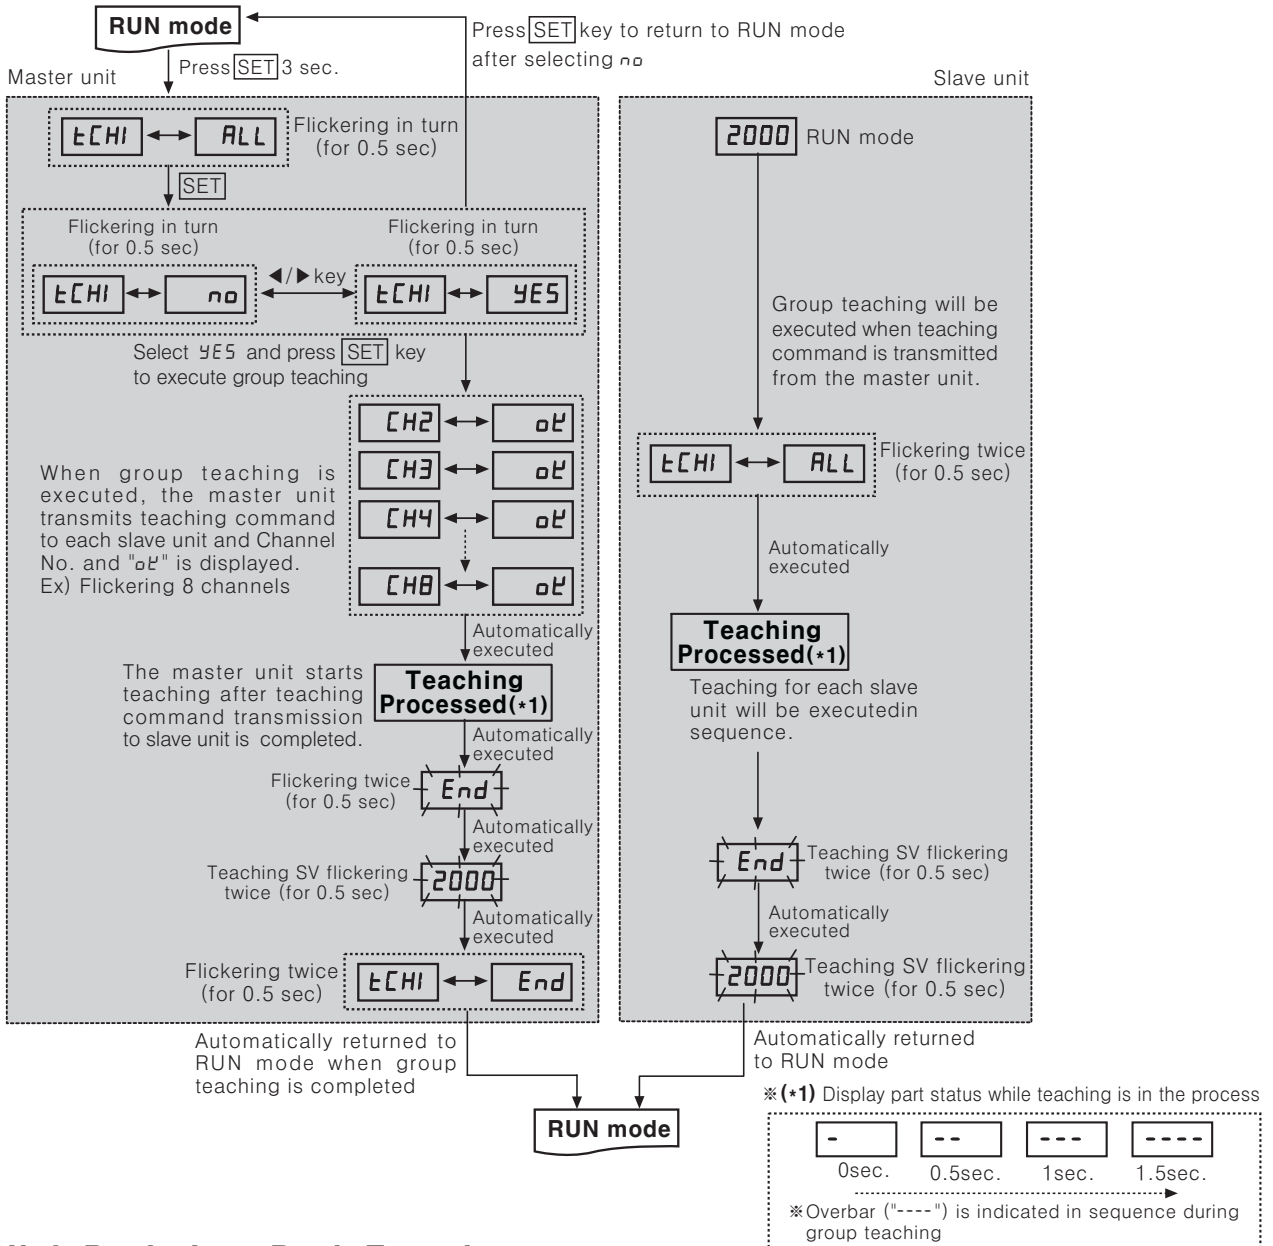 RUN mode
Press SET key to return to RUN mode
after selecting no
Press SET 3 sec.
Master unit
Slave unit
tCHI
ALL
Flickering in turn
(for 0.5 sec)
SET
Flickering in turn
(for 0.5 sec)
Flickering in turn
(for 0.5 sec)
tCHI
no
◀/▶ key
tCHI
YES
Select YES and press SET key
to execute group teaching
CH2
oK
CH3
oK
CH4
oK
CH8
oK
When group teaching is
executed, the master unit
transmits teaching command
to each slave unit and Channel
No. and "oK" is displayed.
Ex) Flickering 8 channels
Automatically
executed
The master unit starts
teaching after teaching
command transmission
to slave unit is completed.
Teaching
Processed(*1)
Automatically
executed
Flickering twice
(for 0.5 sec)
End
Automatically
executed
Teaching SV flickering
twice (for 0.5 sec)
2000
Automatically
executed
Flickering twice
(for 0.5 sec)
tCHI
End
Automatically returned to
RUN mode when group
teaching is completed
2000
RUN mode
Group teaching will be
executed when teaching
command is transmitted
from the master unit.
tCHI
ALL
Flickering twice
(for 0.5 sec)
Automatically
executed
Teaching
Processed(*1)
Teaching for each slave
unit will be executedin
sequence.
End
Teaching SV flickering
twice (for 0.5 sec)
Automatically
executed
2000
Teaching SV flickering
twice (for 0.5 sec)
Automatically returned
to RUN mode
RUN mode
※(*1) Display part status while teaching is in the process
-
--
---
----
0sec.
0.5sec.
1sec.
1.5sec.
※Overbar ("----") is indicated in sequence during
group teaching